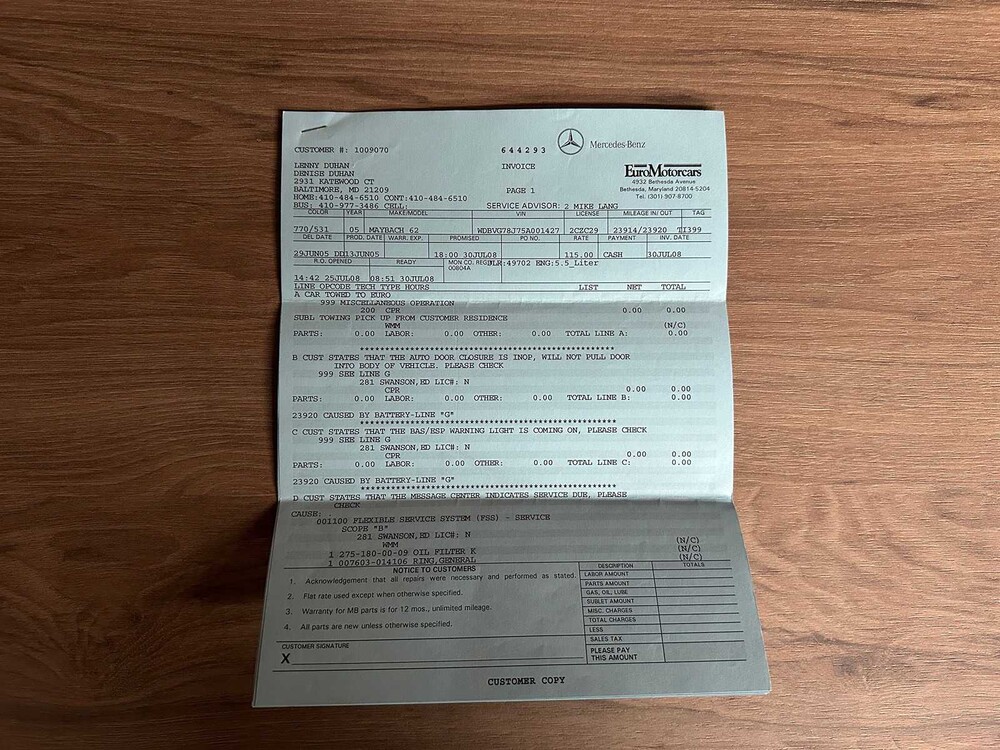 CUSTOMER #: 1009070
644293
Mercedes-Benz
LENNY DUHAN
INVOICE
EuroMotorcars
DENISE DUHAN
4932 Bethesda Avenue
2931 KATEWOOD CT
Bethesda, Maryland 20814-5204
BALTIMORE, MD 21209
PAGE 1
Tel. (301) 907-8700
HOME:410-484-6510 CONT:410-484-6510
BUS: 410-977-3486 CELL:
SERVICE ADVISOR: 2 MIKE LANG
COLOR YEAR MAKE/MODEL VIN LICENSE MILEAGE IN/ OUT TAG
770/531 05 MAYBACH 62 WDBVG78J75A001427 2CZC29 23914/23920 TI399
DEL DATE PROD. DATE WARR. EXP. PROMISED PO NO. RATE PAYMENT INV. DATE
29JUN05 DD 13JUN05 18:00 30JUL08 115.00 CASH 30JUL08
R.O. OPENED READY MON CO. REG. DLR:49702 ENG:5.5_Liter
00804A
14:42 25JUL08 08:51 30JUL08
LINE OPCODE TECH TYPE HOURS LIST NET TOTAL
A CAR TOWED TO EURO
999 MISCELLANEOUS OPERATION
200 CPR 0.00 0.00
SUBL TOWING PICK UP FROM CUSTOMER RESIDENCE
WMM (N/C)
PARTS: 0.00 LABOR: 0.00 OTHER: 0.00 TOTAL LINE A: 0.00
***************************************************
B CUST STATES THAT THE AUTO DOOR CLOSURE IS INOP, WILL NOT PULL DOOR
INTO BODY OF VEHICLE. PLEASE CHECK
999 SEE LINE G
281 SWANSON,ED LIC#: N
CPR 0.00 0.00
PARTS: 0.00 LABOR: 0.00 OTHER: 0.00 TOTAL LINE B: 0.00
23920 CAUSED BY BATTERY-LINE "G"
***************************************************
C CUST STATES THAT THE BAS/ESP WARNING LIGHT IS COMING ON, PLEASE CHECK
999 SEE LINE G
281 SWANSON,ED LIC#: N
CPR 0.00 0.00
PARTS: 0.00 LABOR: 0.00 OTHER: 0.00 TOTAL LINE C: 0.00
23920 CAUSED BY BATTERY-LINE "G"
***************************************************
D CUST STATES THAT THE MESSAGE CENTER INDICATES SERVICE DUE, PLEASE
CHECK
CAUSE:
001100 FLEXIBLE SERVICE SYSTEM (FSS) - SERVICE
SCOPE "B"
281 SWANSON,ED LIC#: N
WMM (N/C)
1 275-180-00-09 OIL FILTER K (N/C)
1 007603-014106 RING,GENERAL (N/C)
NOTICE TO CUSTOMERS
1. Acknowledgement that all repairs were necessary and performed as stated.
2. Flat rate used except when otherwise specified.
3. Warranty for MB parts is for 12 mos., unlimited mileage.
4. All parts are new unless otherwise specified.
CUSTOMER SIGNATURE
X
DESCRIPTION TOTALS
LABOR AMOUNT
PARTS AMOUNT
GAS, OIL, LUBE
SUBLET AMOUNT
MISC. CHARGES
TOTAL CHARGES
LESS
SALES TAX
PLEASE PAY
THIS AMOUNT
CUSTOMER COPY